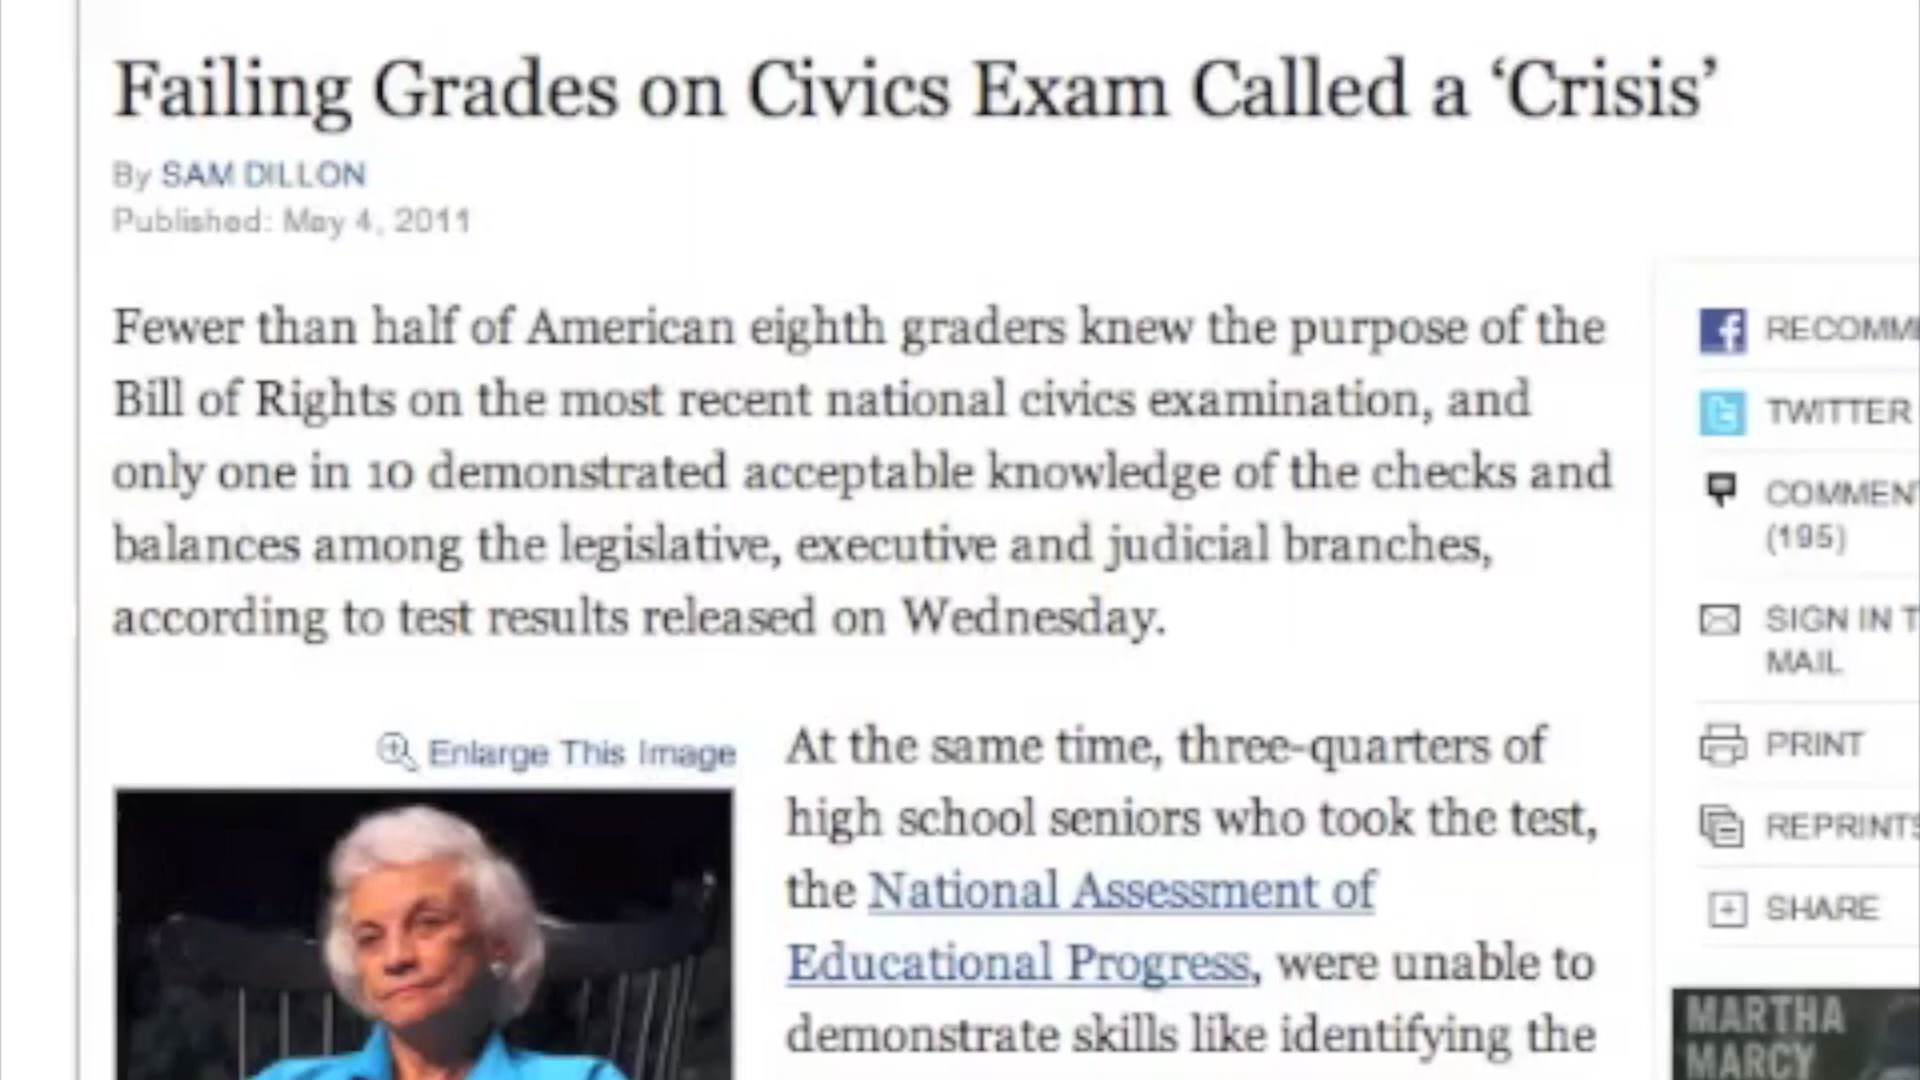 Failing Grades on Civics Exam Called a ‘Crisis’
By SAM DILLON
Published: May 4, 2011
Fewer than half of American eighth graders knew the purpose of the
Bill of Rights on the most recent national civics examination, and
only one in 10 demonstrated acceptable knowledge of the checks and
balances among the legislative, executive and judicial branches,
according to test results released on Wednesday.
Enlarge This Image
At the same time, three-quarters of
high school seniors who took the test,
the National Assessment of
Educational Progress, were unable to
demonstrate skills like identifying the
RECOMME
TWITTER
COMMENT
(195)
SIGN IN T
MAIL
PRINT
REPRINTS
SHARE
MARTHA
MARCY